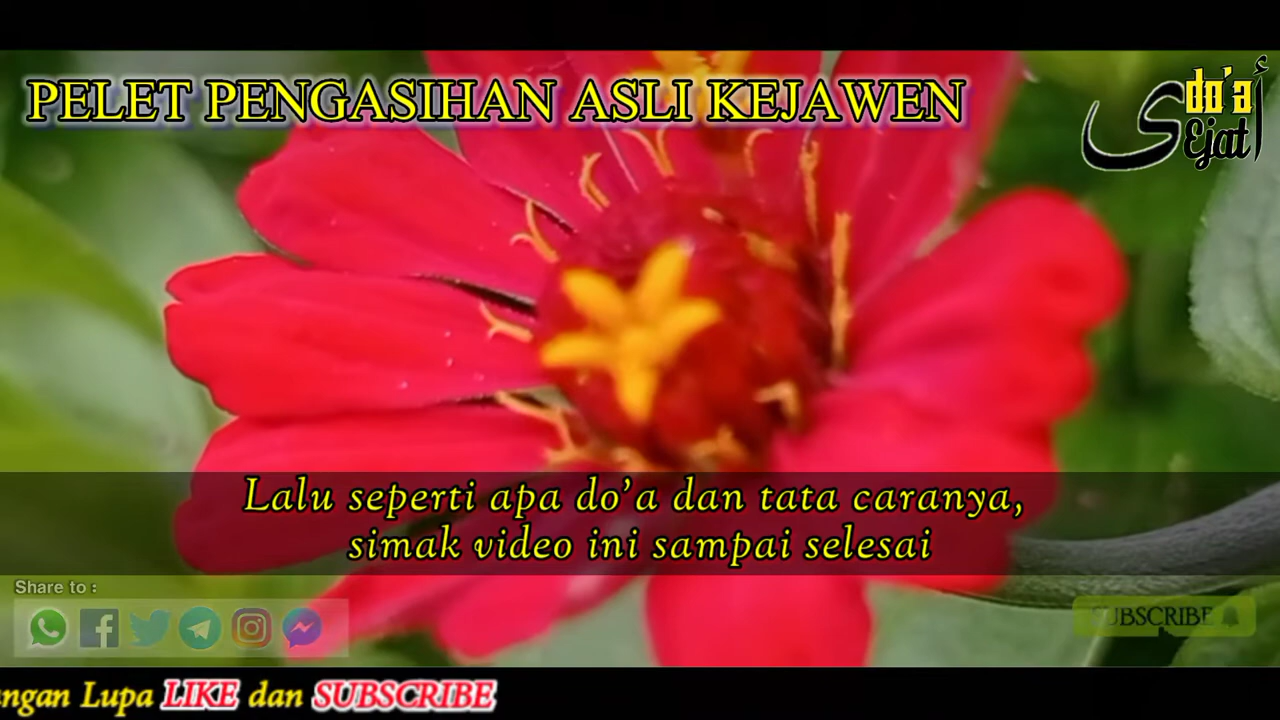 PELET PENGASIHAN ASLI KEJAWEN
do'a
Ejat
Lalu seperti apa do'a dan tata caranya,
simak video ini sampai selesai
Share to :
SUBSCRIBE
ngan Lupa LIKE dan SUBSCRIBE